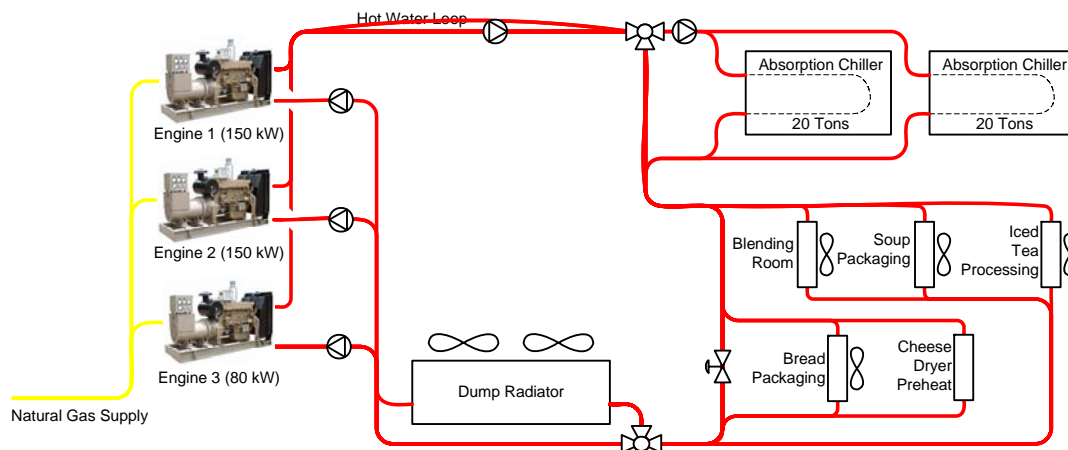 Hot Water Loop
Absorption Chiller
20 Tons
Absorption Chiller
20 Tons
Engine 1 (150 kW)
Engine 2 (150 kW)
Engine 3 (80 kW)
Natural Gas Supply
Blending
Room
Soup
Packaging
Iced
Tea
Processing
Bread
Packaging
Cheese
Dryer
Preheat
Dump Radiator